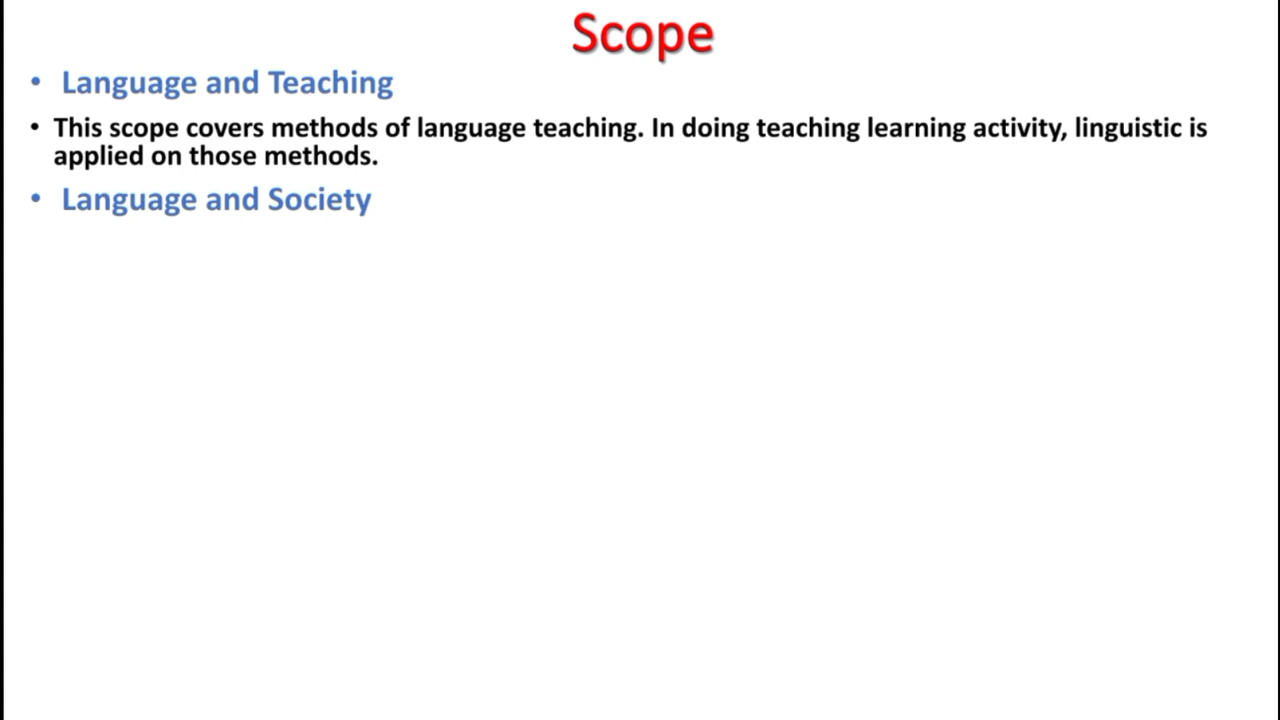 Scope
• Language and Teaching
• This scope covers methods of language teaching. In doing teaching learning activity, linguistic is
applied on those methods.
• Language and Society